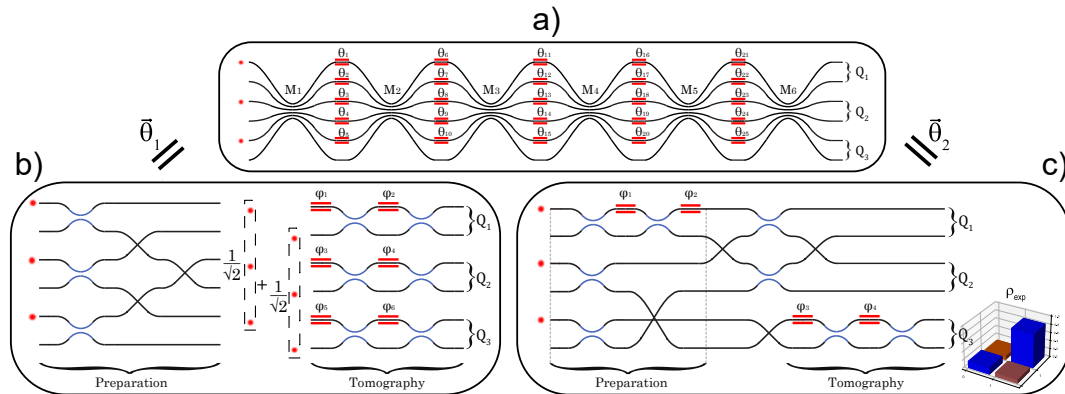 a)
θ1 θ6 θ11 θ16 θ21
θ2 θ7 θ12 θ17 θ22
M1 M2 M3 M4 M5 M6
θ3 θ8 θ13 θ18 θ23
θ4 θ9 θ14 θ19 θ24
θ5 θ10 θ15 θ20 θ25
} Q1
} Q2
} Q3
θ⃗1
θ⃗2
b)
1/√2
+ 1/√2
φ1 φ2
φ3 φ4
φ5 φ6
} Q1
} Q2
} Q3
Preparation
Tomography
c)
φ1 φ2
φ3 φ4
} Q1
} Q2
} Q3
ρexp
Preparation
Tomography